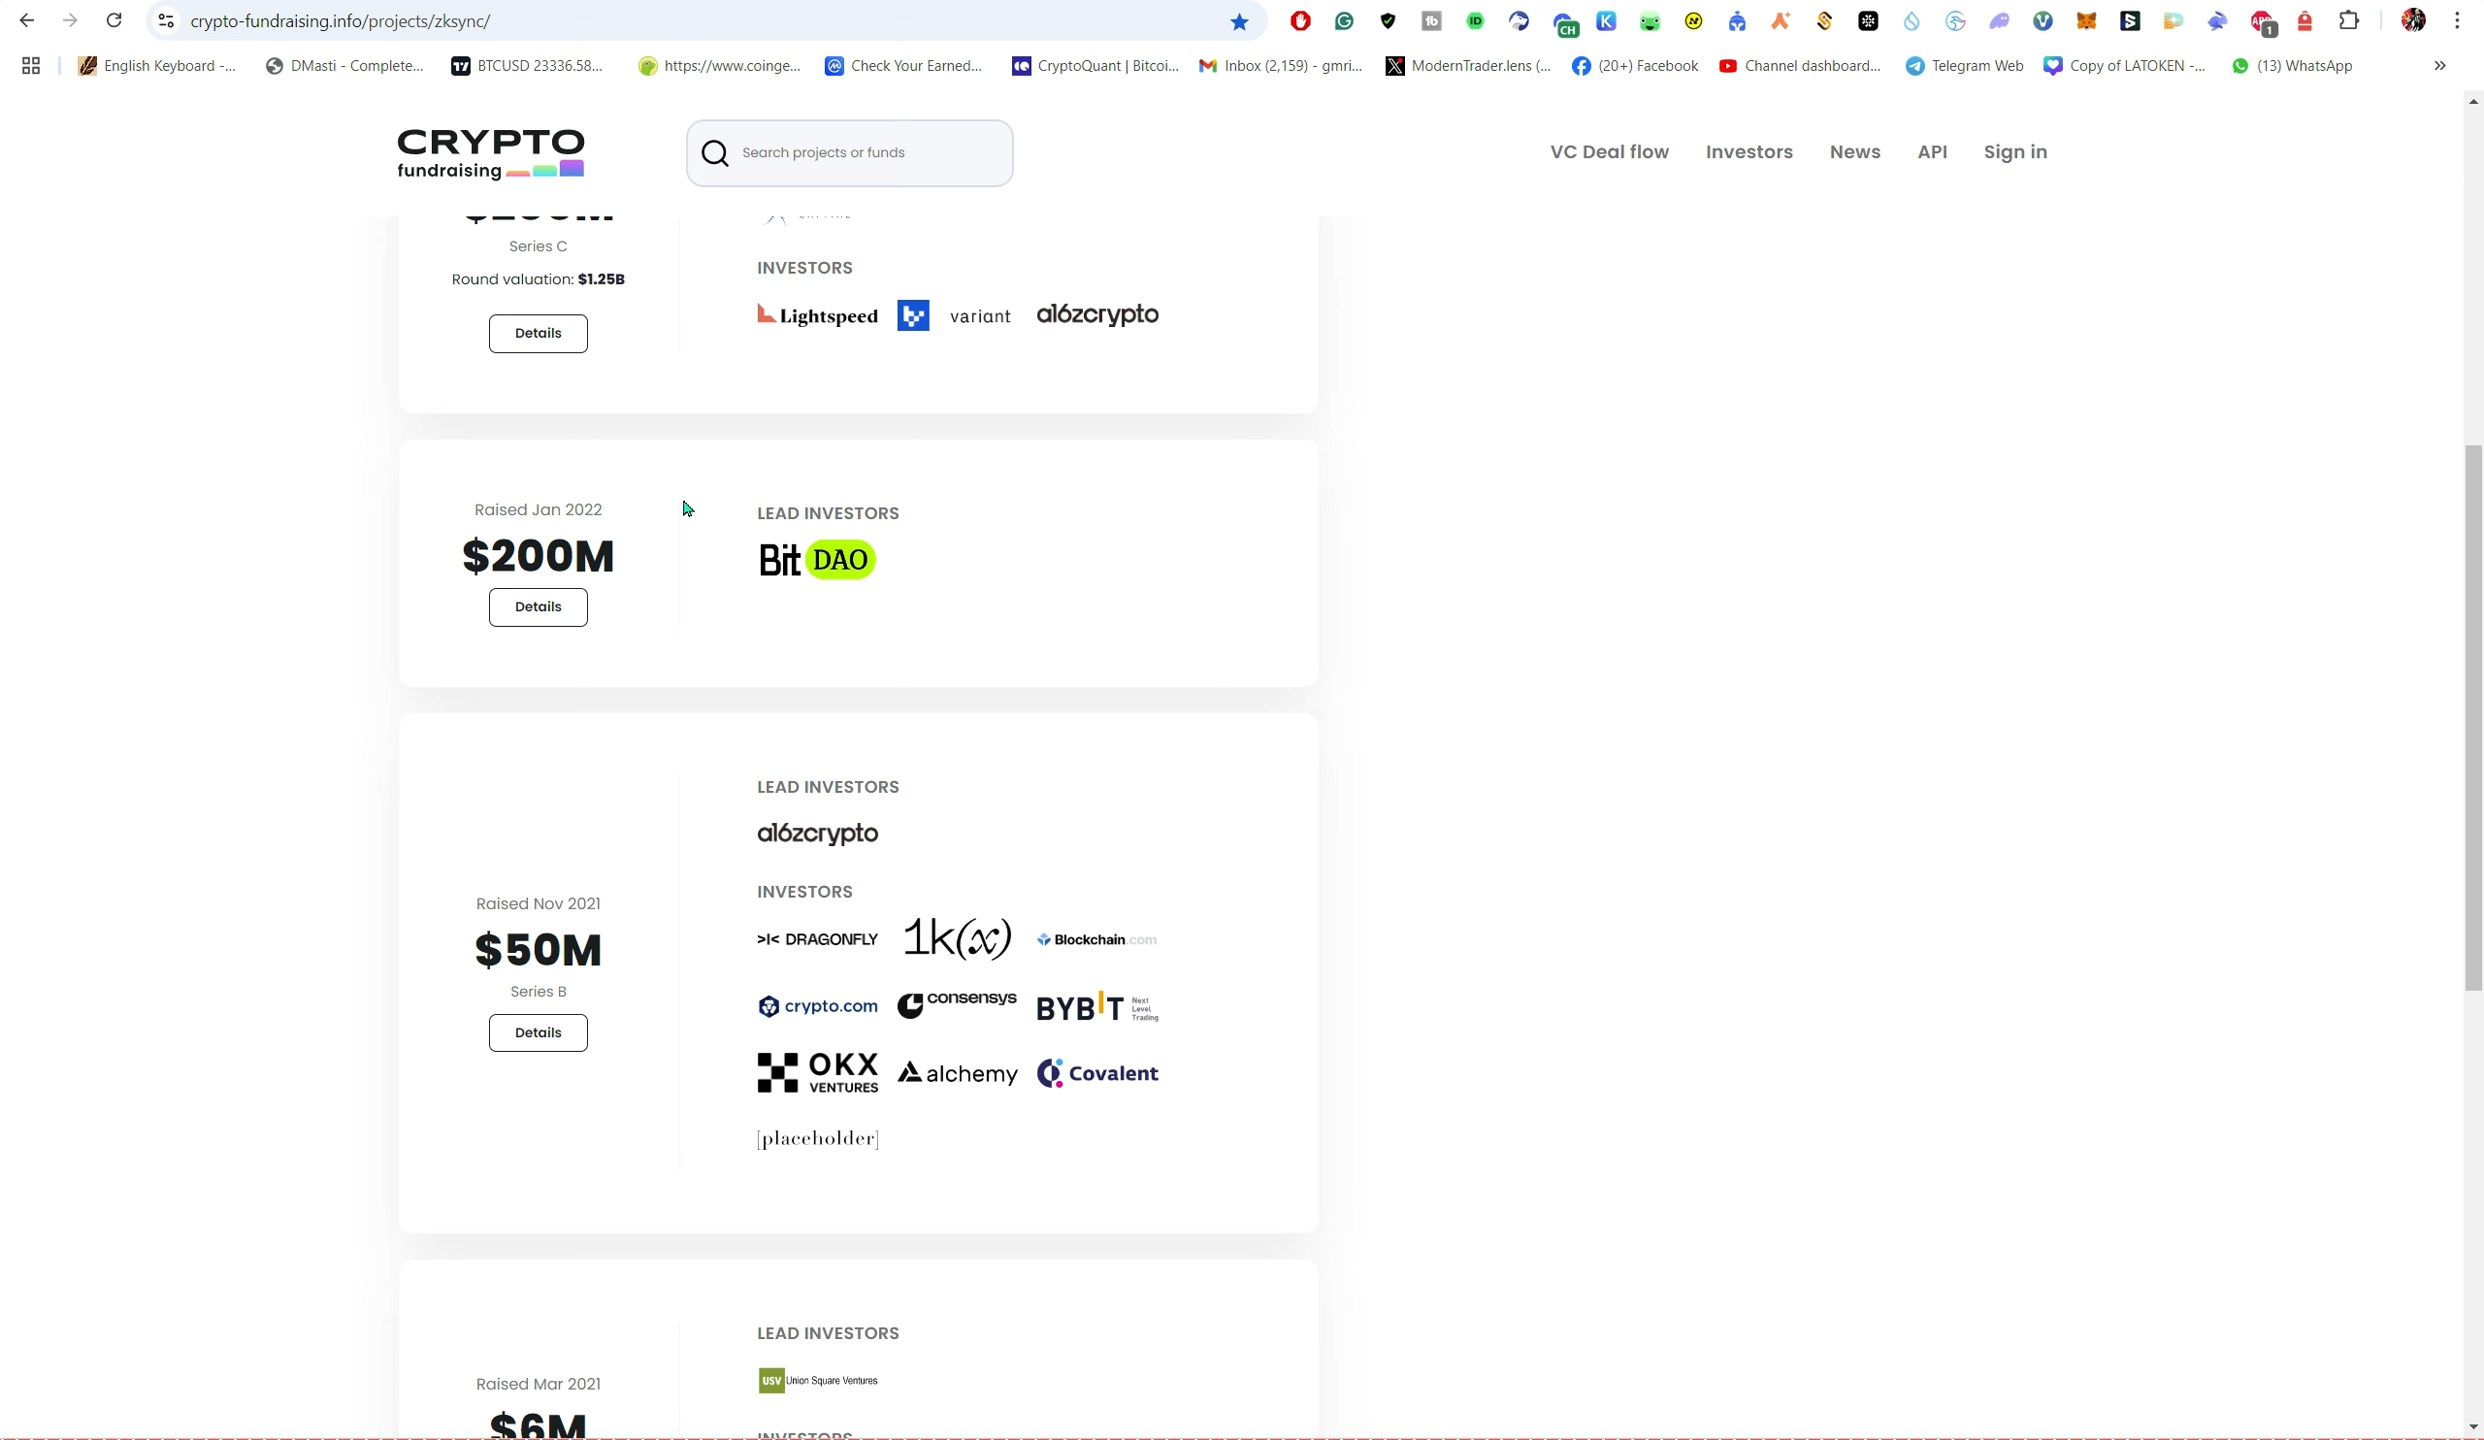 crypto-fundraising.info/projects/zksync/
CH
1
English Keyboard -...
DMasti - Complete...
BTCUSD 23336.58...
https://www.coinge...
Check Your Earned...
CryptoQuant | Bitcoi...
Inbox (2,159) - gmri...
ModernTrader.lens (...
(20+) Facebook
Channel dashboard...
Telegram Web
Copy of LATOKEN -...
(13) WhatsApp
CRYPTO
fundraising
Search projects or funds
VC Deal flow
Investors
News
API
Sign in
Series C
Round valuation: $1.25B
Details
INVESTORS
Lightspeed
variant
a16zcrypto
Raised Jan 2022
$200M
Details
LEAD INVESTORS
BitDAO
LEAD INVESTORS
a16zcrypto
Raised Nov 2021
$50M
Series B
Details
INVESTORS
DRAGONFLY
1k(x)
Blockchain.com
crypto.com
consensys
BYBIT
Next
Level
Trading
OKX
VENTURES
alchemy
Covalent
[placeholder]
LEAD INVESTORS
USV Union Square Ventures
Raised Mar 2021
$6M
INVESTORS